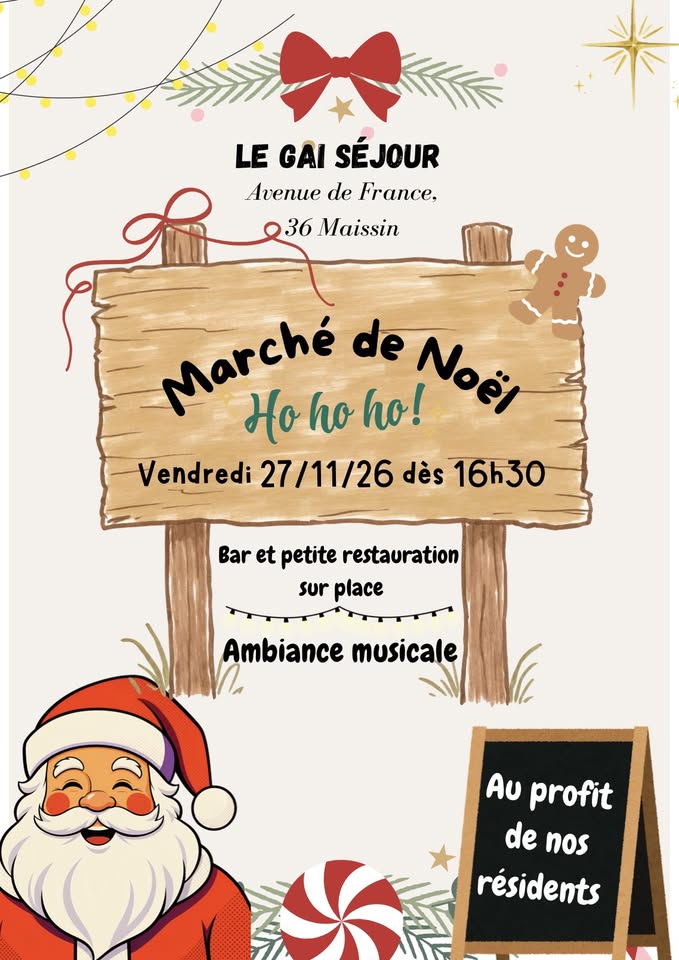 LE GAI SÉJOUR
Avenue de France,
36 Maissin
Marché de Noël
Ho ho ho!
Vendredi 27/11/26 dès 16h30
Bar et petite restauration
sur place
Ambiance musicale
Au profit
de nos
résidents